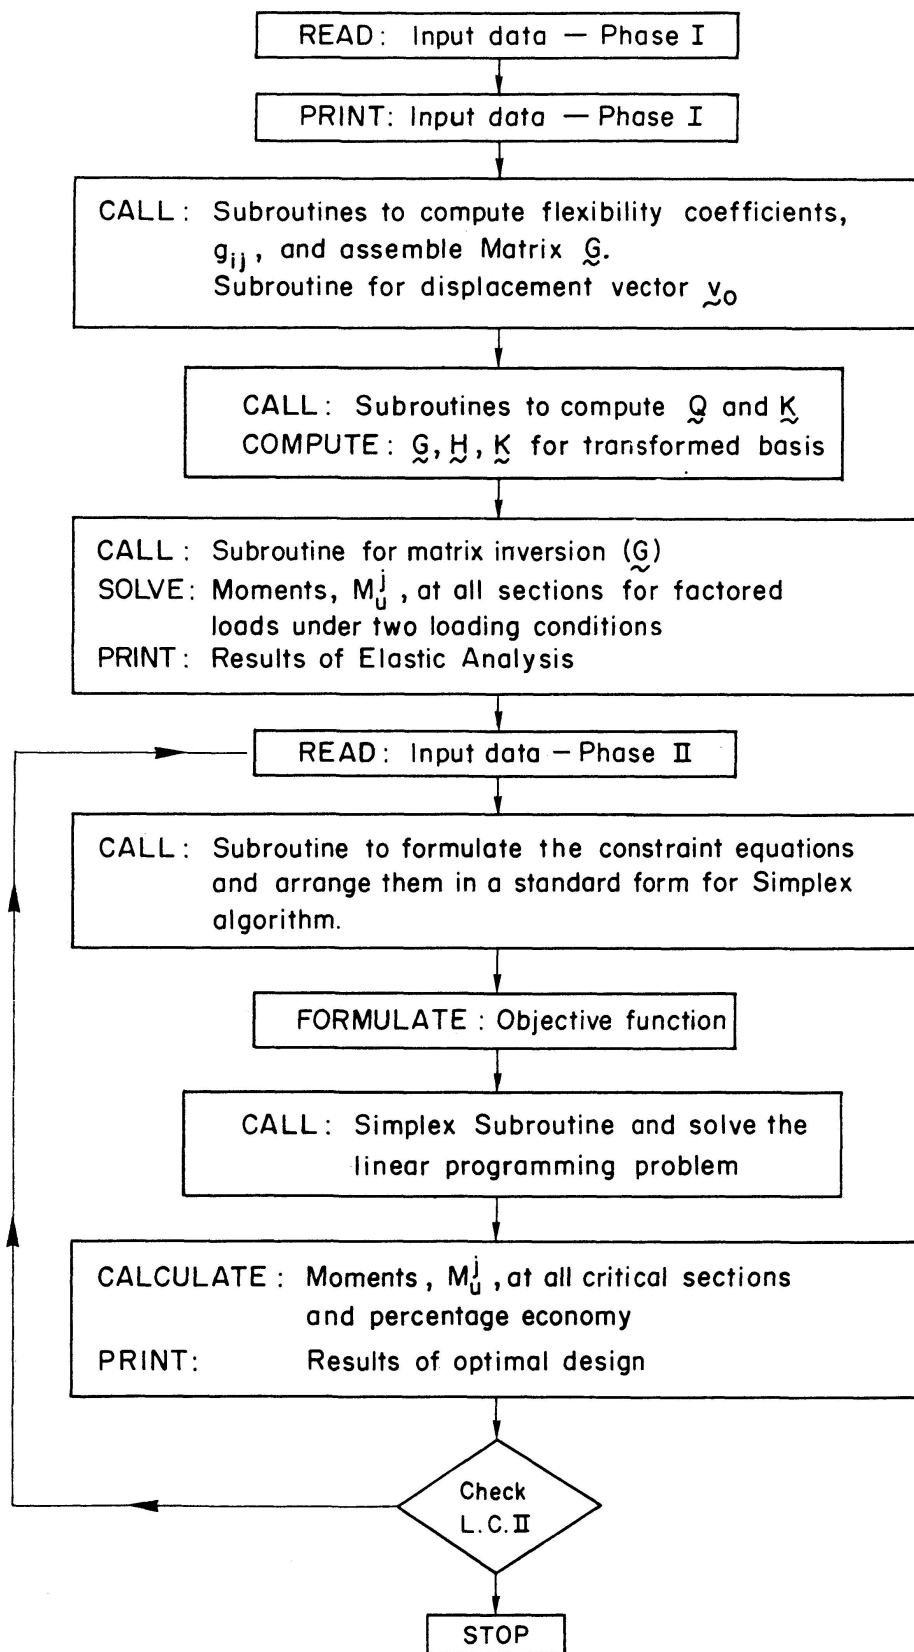 READ: Input data — Phase I
PRINT: Input data — Phase I
CALL: Subroutines to compute flexibility coefficients,
g_ij, and assemble Matrix G̰.
Subroutine for displacement vector v̰_o
CALL: Subroutines to compute Q̰ and K̰
COMPUTE: G̰, H̰, K̰ for transformed basis
CALL: Subroutine for matrix inversion (G̰)
SOLVE: Moments, M_u^j, at all sections for factored
loads under two loading conditions
PRINT: Results of Elastic Analysis
READ: Input data — Phase II
CALL: Subroutine to formulate the constraint equations
and arrange them in a standard form for Simplex
algorithm.
FORMULATE: Objective function
CALL: Simplex Subroutine and solve the
linear programming problem
CALCULATE: Moments, M_u^j, at all critical sections
and percentage economy
PRINT: Results of optimal design
Check
L.C.II
STOP